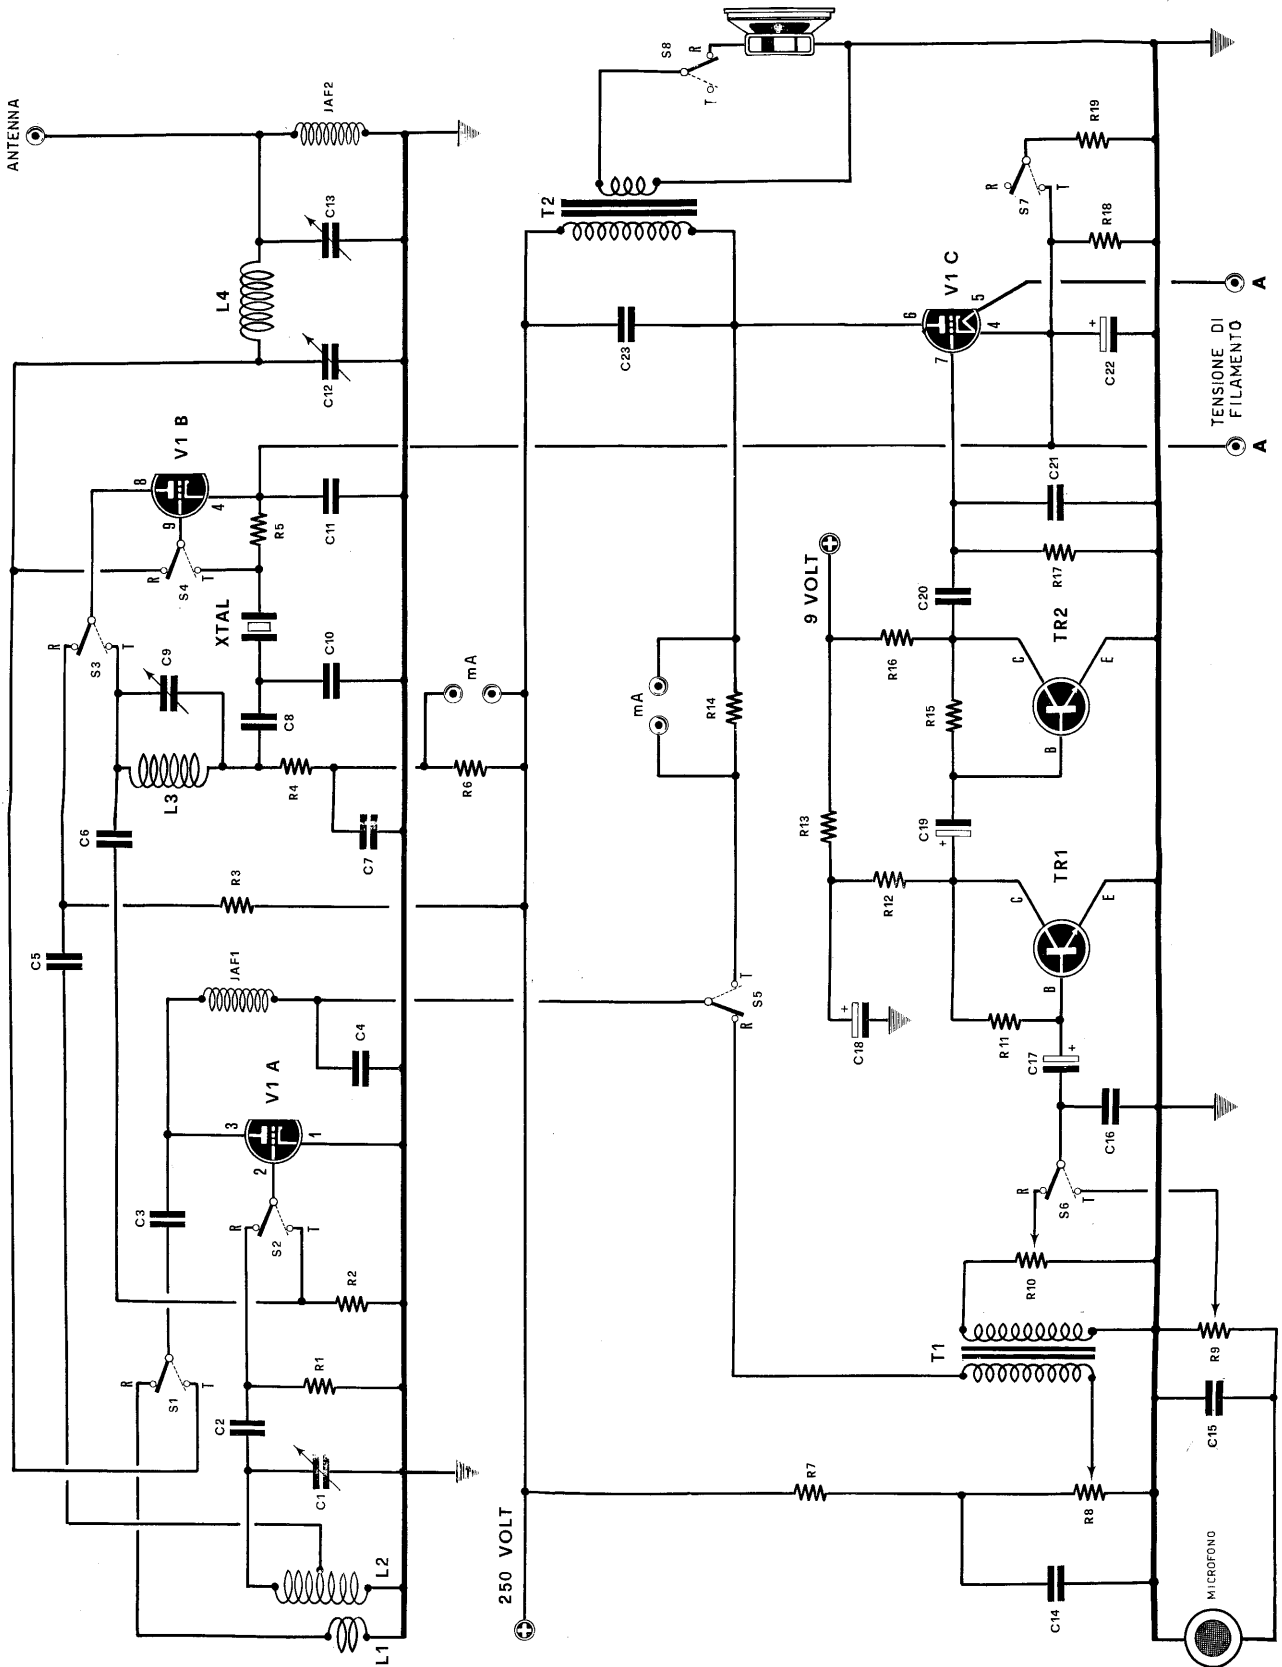 ANTENNA
JAF2
C13
L4
C12
V1 B
8
9
4
R
S4
T
R5
C11
XTAL
C10
R
S3
T
C9
C8
L3
R4
C7
R6
mA
C6
R3
C5
JAF1
C4
V1 A
3
2
1
C3
R
S2
T
R2
R
S1
T
R1
C2
C1
L2
L1
250 VOLT
S8
R
T
T2
C23
mA
R14
R
S5
T
V1 C
6
7
5
4
R
S7
T
R19
R18
C22
+
A
A
TENSIONE DI
FILAMENTO
C21
R17
C20
9 VOLT
R16
R15
TR2
C
B
E
R13
C19
+
R12
TR1
C
B
E
C18
+
R11
C17
+
C16
R
S6
T
R10
T1
R9
C15
R7
R8
C14
MICROFONO